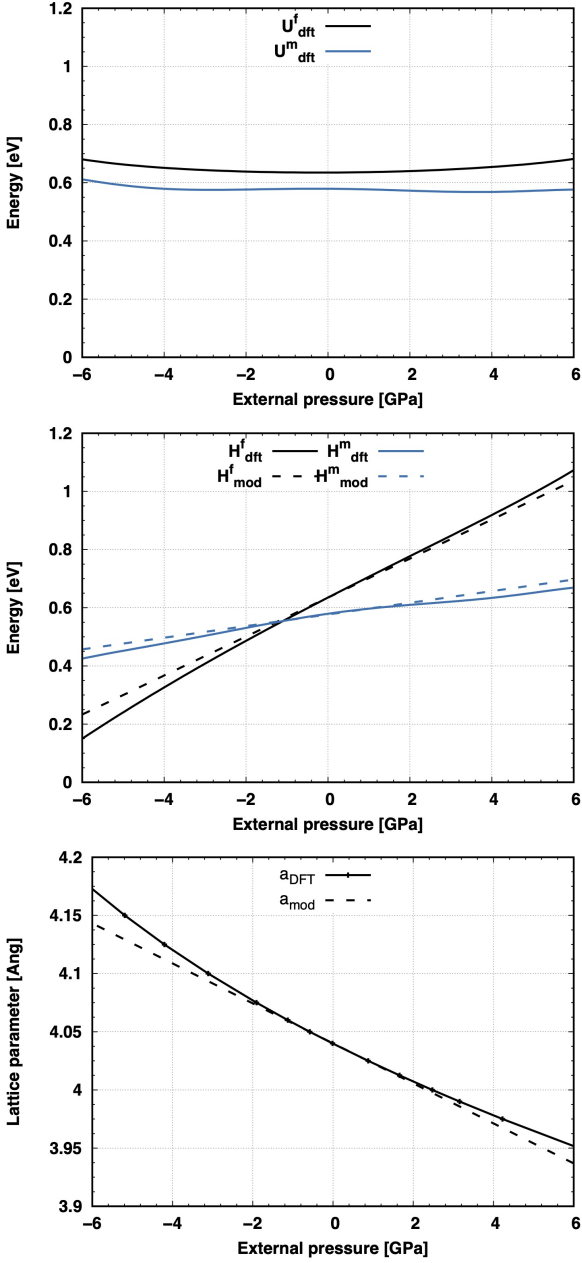 1.2
1
0.8
0.6
0.4
0.2
0
Energy [eV]
U^f_dft
U^m_dft
−6 −4 −2 0 2 4 6
External pressure [GPa]
1.2
1
0.8
0.6
0.4
0.2
0
Energy [eV]
H^f_dft H^m_dft
H^f_mod H^m_mod
−6 −4 −2 0 2 4 6
External pressure [GPa]
4.2
4.15
4.1
4.05
4
3.95
3.9
Lattice parameter [Ang]
a_DFT
a_mod
−6 −4 −2 0 2 4 6
External pressure [GPa]